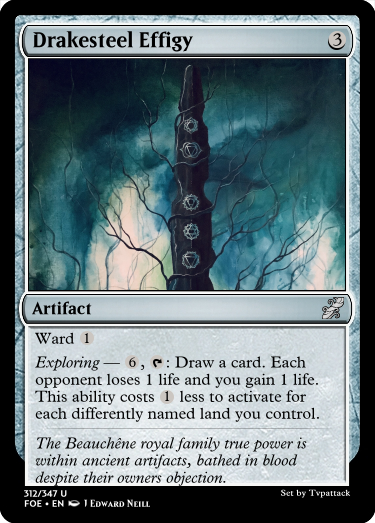 Drakesteel Effigy 3
Artifact
Ward 1
Exploring — 6, : Draw a card. Each
opponent loses 1 life and you gain 1 life.
This ability costs 1 less to activate for
each differently named land you control.
The Beauchêne royal family true power is
within ancient artifacts, bathed in blood
despite their owners objection.
312/347 U
FOE • EN Edward Neill
Set by Tvpattack